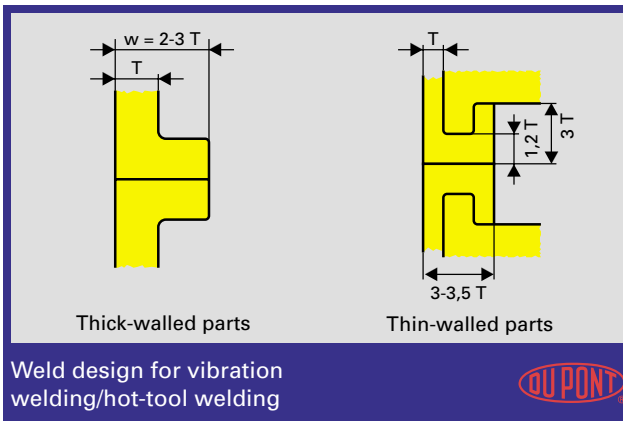 w = 2-3 T
T
T
1,2 T
3 T
3-3,5 T
Thick-walled parts
Thin-walled parts
Weld design for vibration
welding/hot-tool welding
DU PONT
®